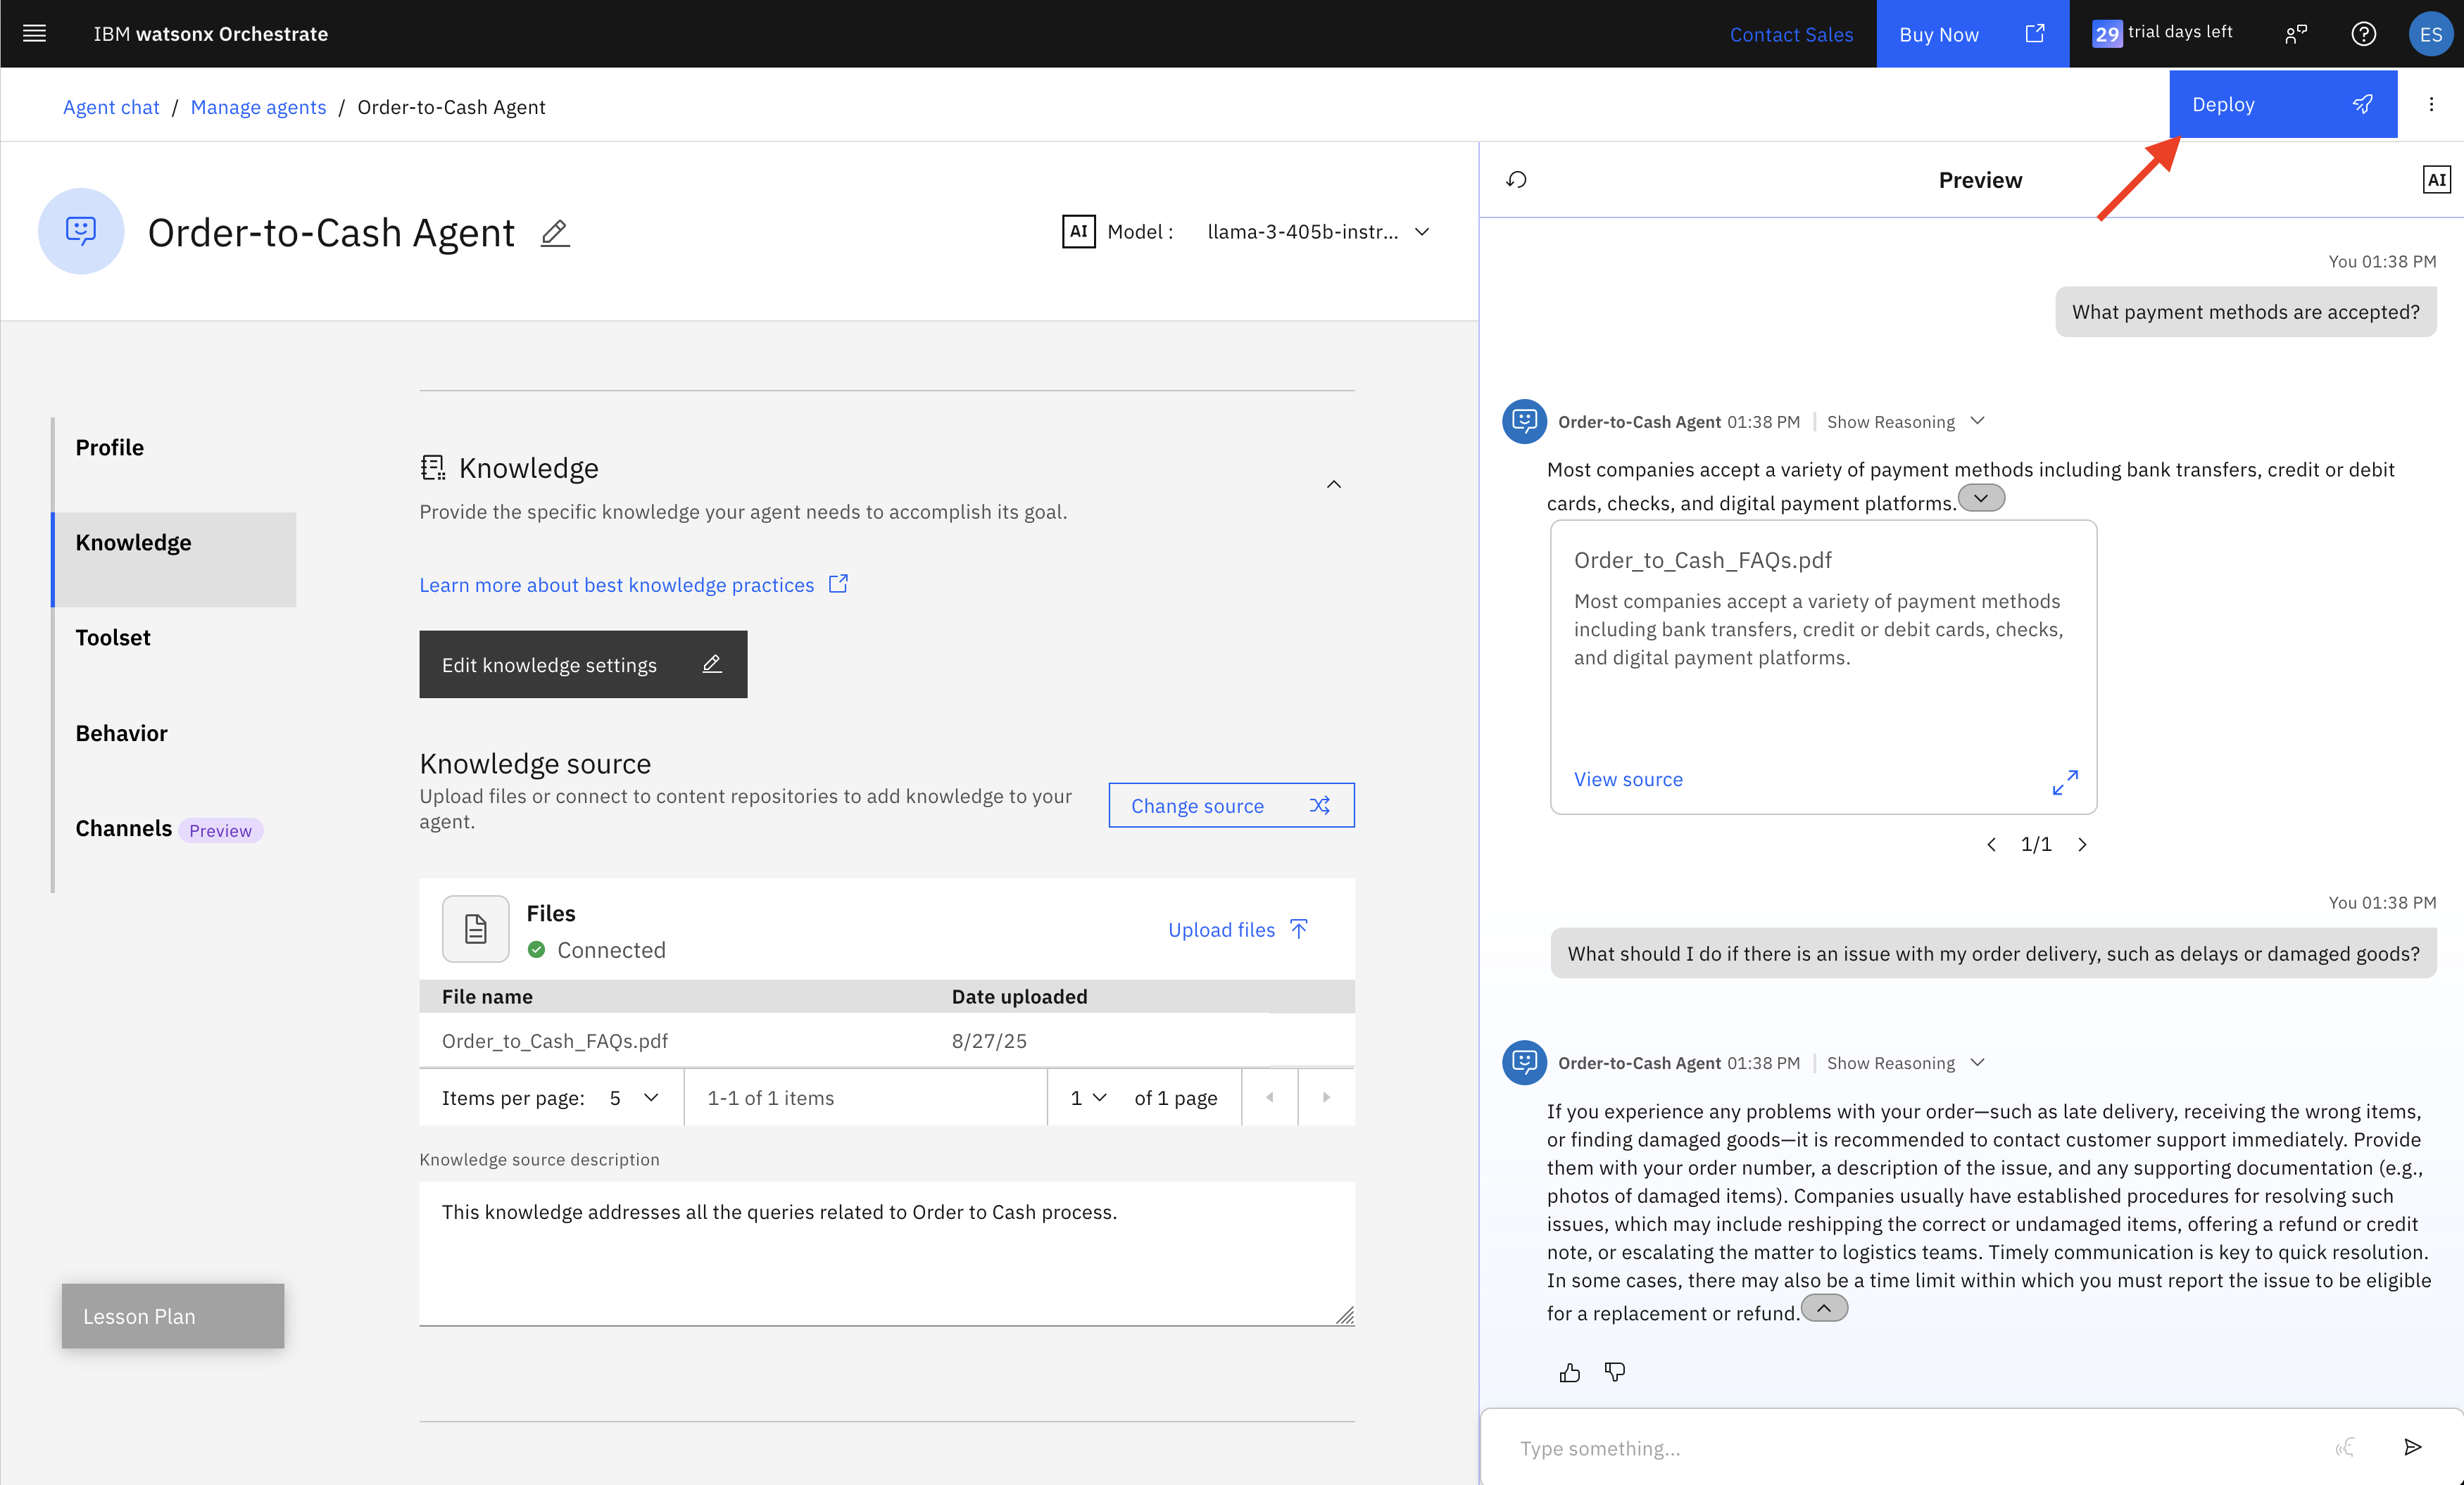 IBM watsonx Orchestrate
Contact Sales
Buy Now
29 trial days left
ES
Agent chat / Manage agents / Order-to-Cash Agent
Deploy
Order-to-Cash Agent
AI Model : llama-3-405b-instr...
Profile
Knowledge
Toolset
Behavior
Channels Preview
Lesson Plan
Knowledge
Provide the specific knowledge your agent needs to accomplish its goal.
Learn more about best knowledge practices
Edit knowledge settings
Knowledge source
Upload files or connect to content repositories to add knowledge to your
agent.
Change source
Files
Connected
Upload files
File name Date uploaded
Order_to_Cash_FAQs.pdf 8/27/25
Items per page: 5 1-1 of 1 items 1 of 1 page
Knowledge source description
This knowledge addresses all the queries related to Order to Cash process.
Preview
AI
You 01:38 PM
What payment methods are accepted?
Order-to-Cash Agent 01:38 PM Show Reasoning
Most companies accept a variety of payment methods including bank transfers, credit or debit
cards, checks, and digital payment platforms.
Order_to_Cash_FAQs.pdf
Most companies accept a variety of payment methods
including bank transfers, credit or debit cards, checks,
and digital payment platforms.
View source
1/1
You 01:38 PM
What should I do if there is an issue with my order delivery, such as delays or damaged goods?
Order-to-Cash Agent 01:38 PM Show Reasoning
If you experience any problems with your order—such as late delivery, receiving the wrong items,
or finding damaged goods—it is recommended to contact customer support immediately. Provide
them with your order number, a description of the issue, and any supporting documentation (e.g.,
photos of damaged items). Companies usually have established procedures for resolving such
issues, which may include reshipping the correct or undamaged items, offering a refund or credit
note, or escalating the matter to logistics teams. Timely communication is key to quick resolution.
In some cases, there may also be a time limit within which you must report the issue to be eligible
for a replacement or refund.
Type something...